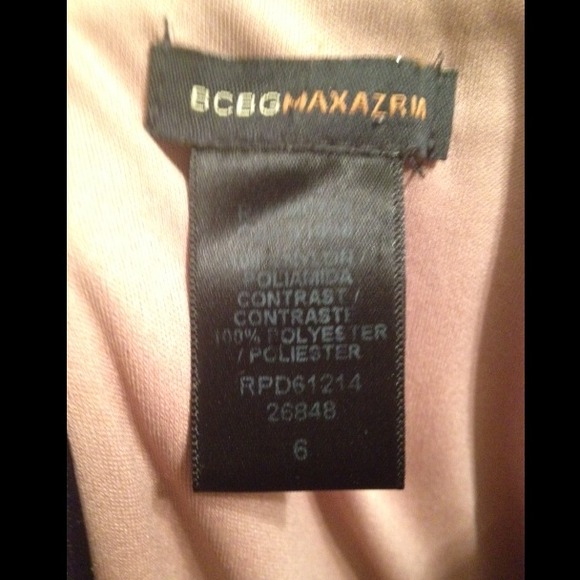 BCBGMAXAZRIA
POLIAMIDA
CONTRAST/
CONTRASTE
100% POLYESTER
/ POLIESTER
RPD61214
26848
6